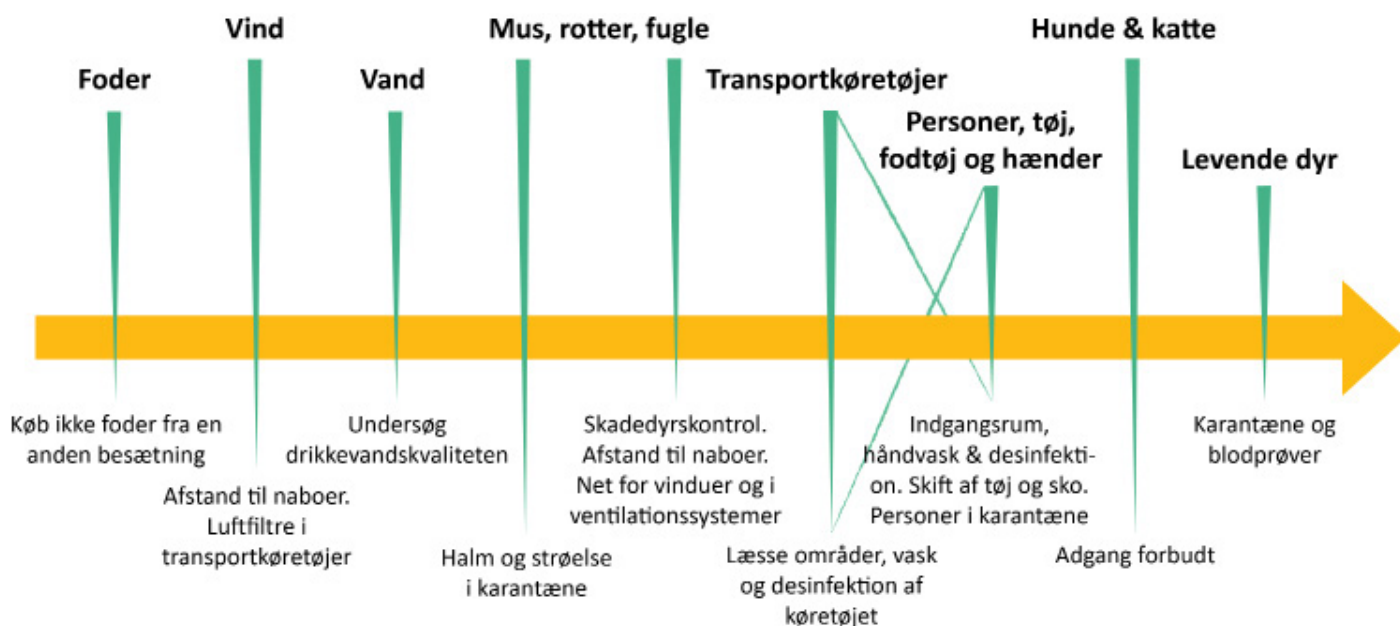 Vind
Mus, rotter, fugle
Hunde & katte
Foder
Vand
Transportkøretøjer
Personer, tøj,
fodtøj og hænder
Levende dyr
Køb ikke foder fra en
anden besætning
Afstand til naboer.
Luftfiltre i
transportkøretøjer
Undersøg
drikkevandskvaliteten
Halm og strøelse
i karantæne
Skadedyrskontrol.
Afstand til naboer.
Net for vinduer og i
ventilationssystemer
Læsse områder, vask
og desinfektion af
køretøjet
Indgangsrum,
håndvask & desinfekti-
on. Skift af tøj og sko.
Personer i karantæne
Adgang forbudt
Karantæne og
blodprøver